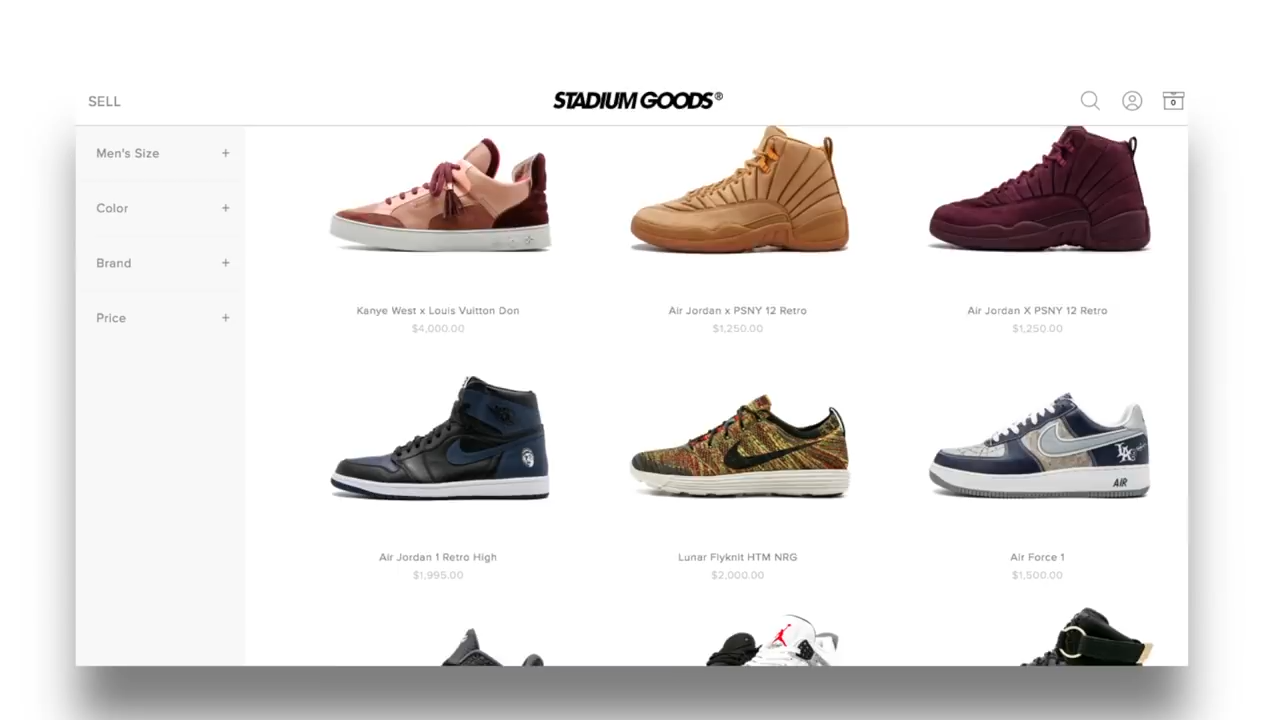 SELL
STADIUM GOODS®
0
Men's Size +
Color +
Brand +
Price +
Kanye West x Louis Vuitton Don
$4,000.00
Air Jordan x PSNY 12 Retro
$1,250.00
Air Jordan X PSNY 12 Retro
$1,250.00
LA
AIR
Air Jordan 1 Retro High
$1,995.00
Lunar Flyknit HTM NRG
$2,000.00
Air Force 1
$1,500.00